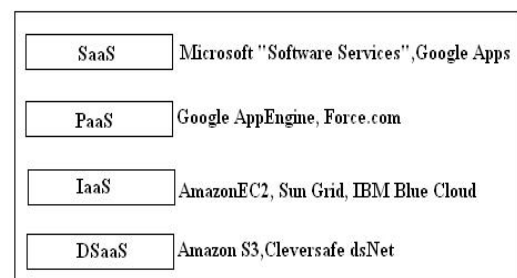 SaaS Microsoft "Software Services",Google Apps
PaaS Google AppEngine, Force.com
IaaS AmazonEC2, Sun Grid, IBM Blue Cloud
DSaaS Amazon S3,Cleversafe dsNet